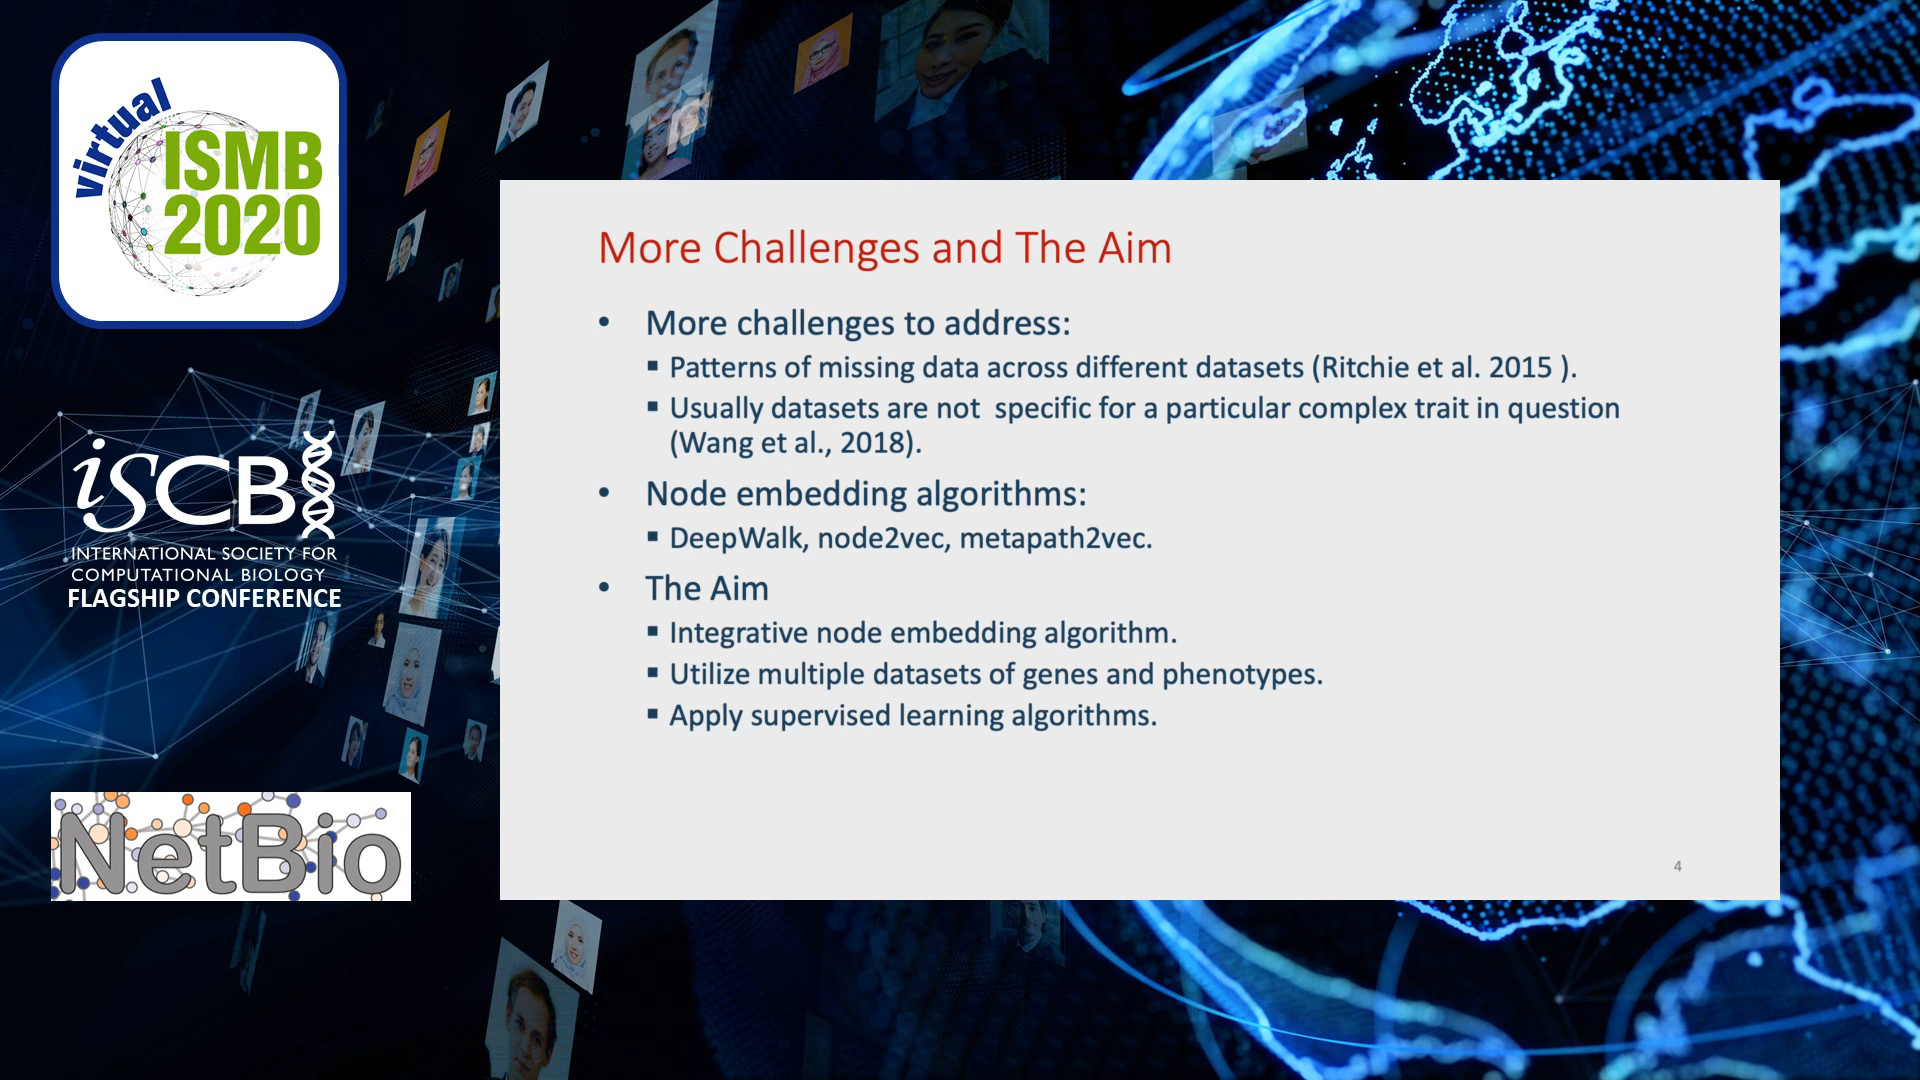 virtual
ISMB
2020
iSCB
INTERNATIONAL SOCIETY FOR
COMPUTATIONAL BIOLOGY
FLAGSHIP CONFERENCE
NetBio
More Challenges and The Aim
• More challenges to address:
▪ Patterns of missing data across different datasets (Ritchie et al. 2015 ).
▪ Usually datasets are not  specific for a particular complex trait in question
(Wang et al., 2018).
• Node embedding algorithms:
▪ DeepWalk, node2vec, metapath2vec.
• The Aim
▪ Integrative node embedding algorithm.
▪ Utilize multiple datasets of genes and phenotypes.
▪ Apply supervised learning algorithms.
4